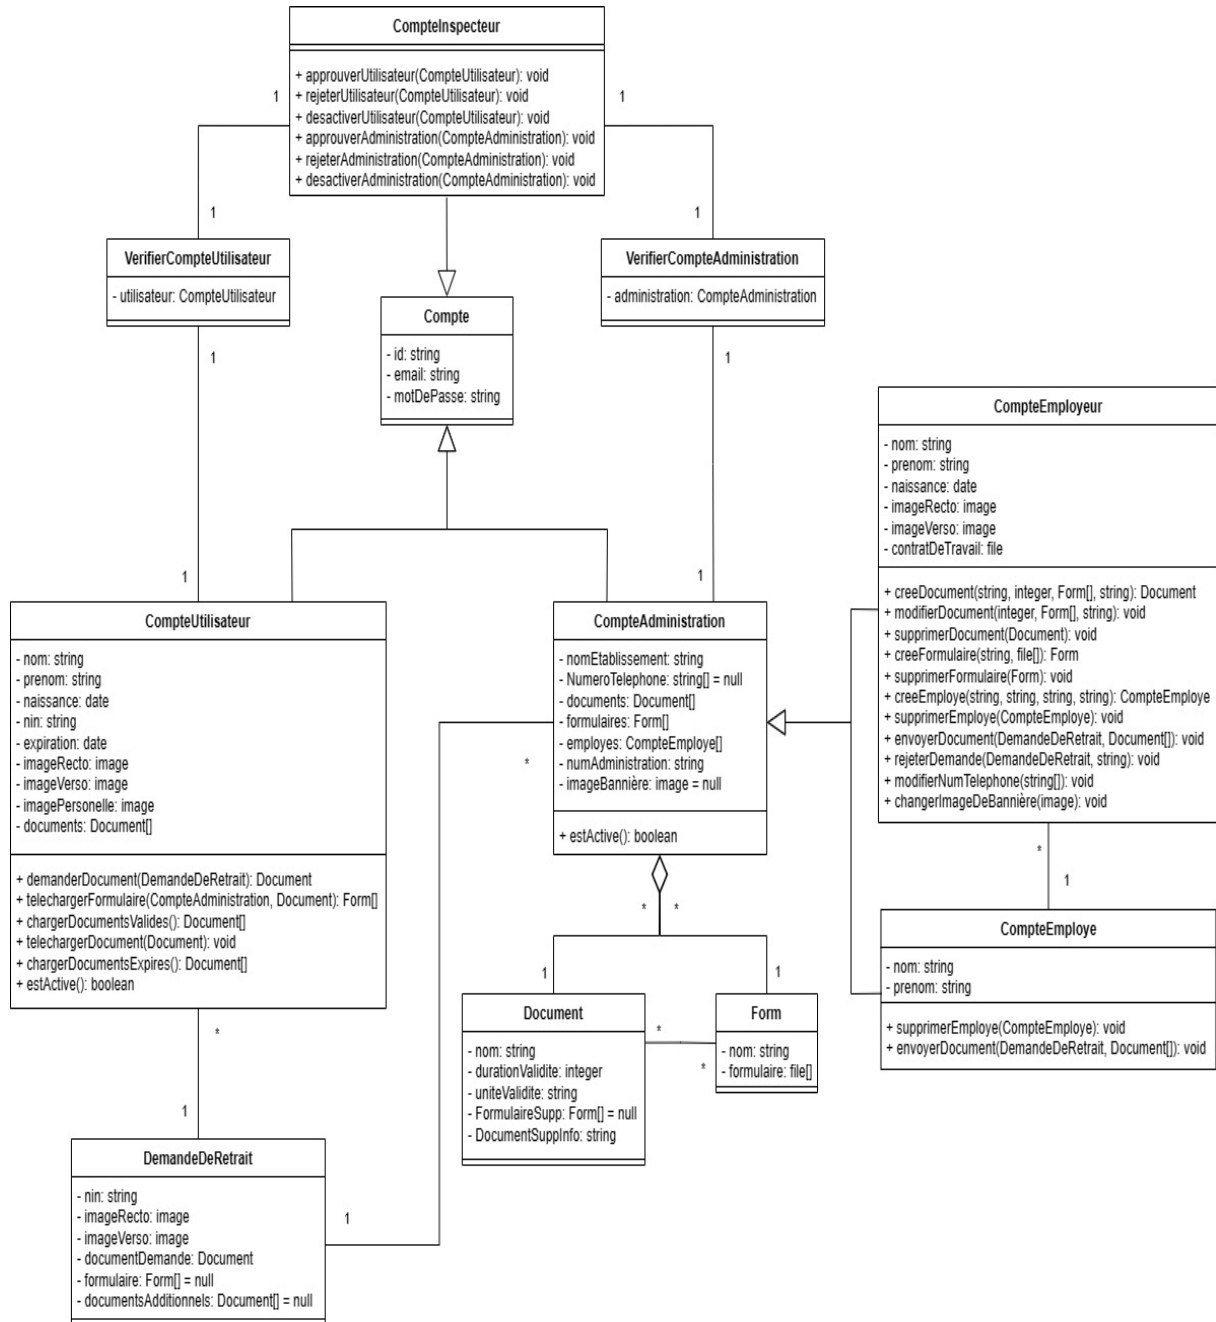 CompteInspecteur
+ approuverUtilisateur(CompteUtilisateur): void
+ rejeterUtilisateur(CompteUtilisateur): void
+ desactiverUtilisateur(CompteUtilisateur): void
+ approuverAdministration(CompteAdministration): void
+ rejeterAdministration(CompteAdministration): void
+ desactiverAdministration(CompteAdministration): void
1
1
1
1
VerifierCompteUtilisateur
- utilisateur: CompteUtilisateur
VerifierCompteAdministration
- administration: CompteAdministration
Compte
- id: string
- email: string
- motDePasse: string
1
1
1
1
CompteEmployeur
- nom: string
- prenom: string
- naissance: date
- imageRecto: image
- imageVerso: image
- contratDeTravail: file
+ creeDocument(string, integer, Form[], string): Document
+ modifierDocument(integer, Form[], string): void
+ supprimerDocument(Document): void
+ creeFormulaire(string, file[]): Form
+ supprimerFormulaire(Form): void
+ creeEmploye(string, string, string, string): CompteEmploye
+ supprimerEmploye(CompteEmploye): void
+ envoyerDocument(DemandeDeRetrait, Document[]): void
+ rejeterDemande(DemandeDeRetrait, string): void
+ modifierNumTelephone(string[]): void
+ changerImageDeBannière(image): void
CompteUtilisateur
- nom: string
- prenom: string
- naissance: date
- nin: string
- expiration: date
- imageRecto: image
- imageVerso: image
- imagePersonelle: image
- documents: Document[]
+ demanderDocument(DemandeDeRetrait): Document
+ telechargerFormulaire(CompteAdministration, Document): Form[]
+ chargerDocumentsValides(): Document[]
+ telechargerDocument(Document): void
+ chargerDocumentsExpires(): Document[]
+ estActive(): boolean
CompteAdministration
- nomEtablissement: string
- NumeroTelephone: string[] = null
- documents: Document[]
- formulaires: Form[]
- employes: CompteEmploye[]
- numAdministration: string
- imageBannière: image = null
+ estActive(): boolean
*
*
1
* *
1 1
CompteEmploye
- nom: string
- prenom: string
+ supprimerEmploye(CompteEmploye): void
+ envoyerDocument(DemandeDeRetrait, Document[]): void
Document
- nom: string
- durationValidite: integer
- uniteValidite: string
- FormulaireSupp: Form[] = null
- DocumentSuppInfo: string
*
*
Form
- nom: string
- formulaire: file[]
*
1
1
DemandeDeRetrait
- nin: string
- imageRecto: image
- imageVerso: image
- documentDemande: Document
- formulaire: Form[] = null
- documentsAdditionnels: Document[] = null